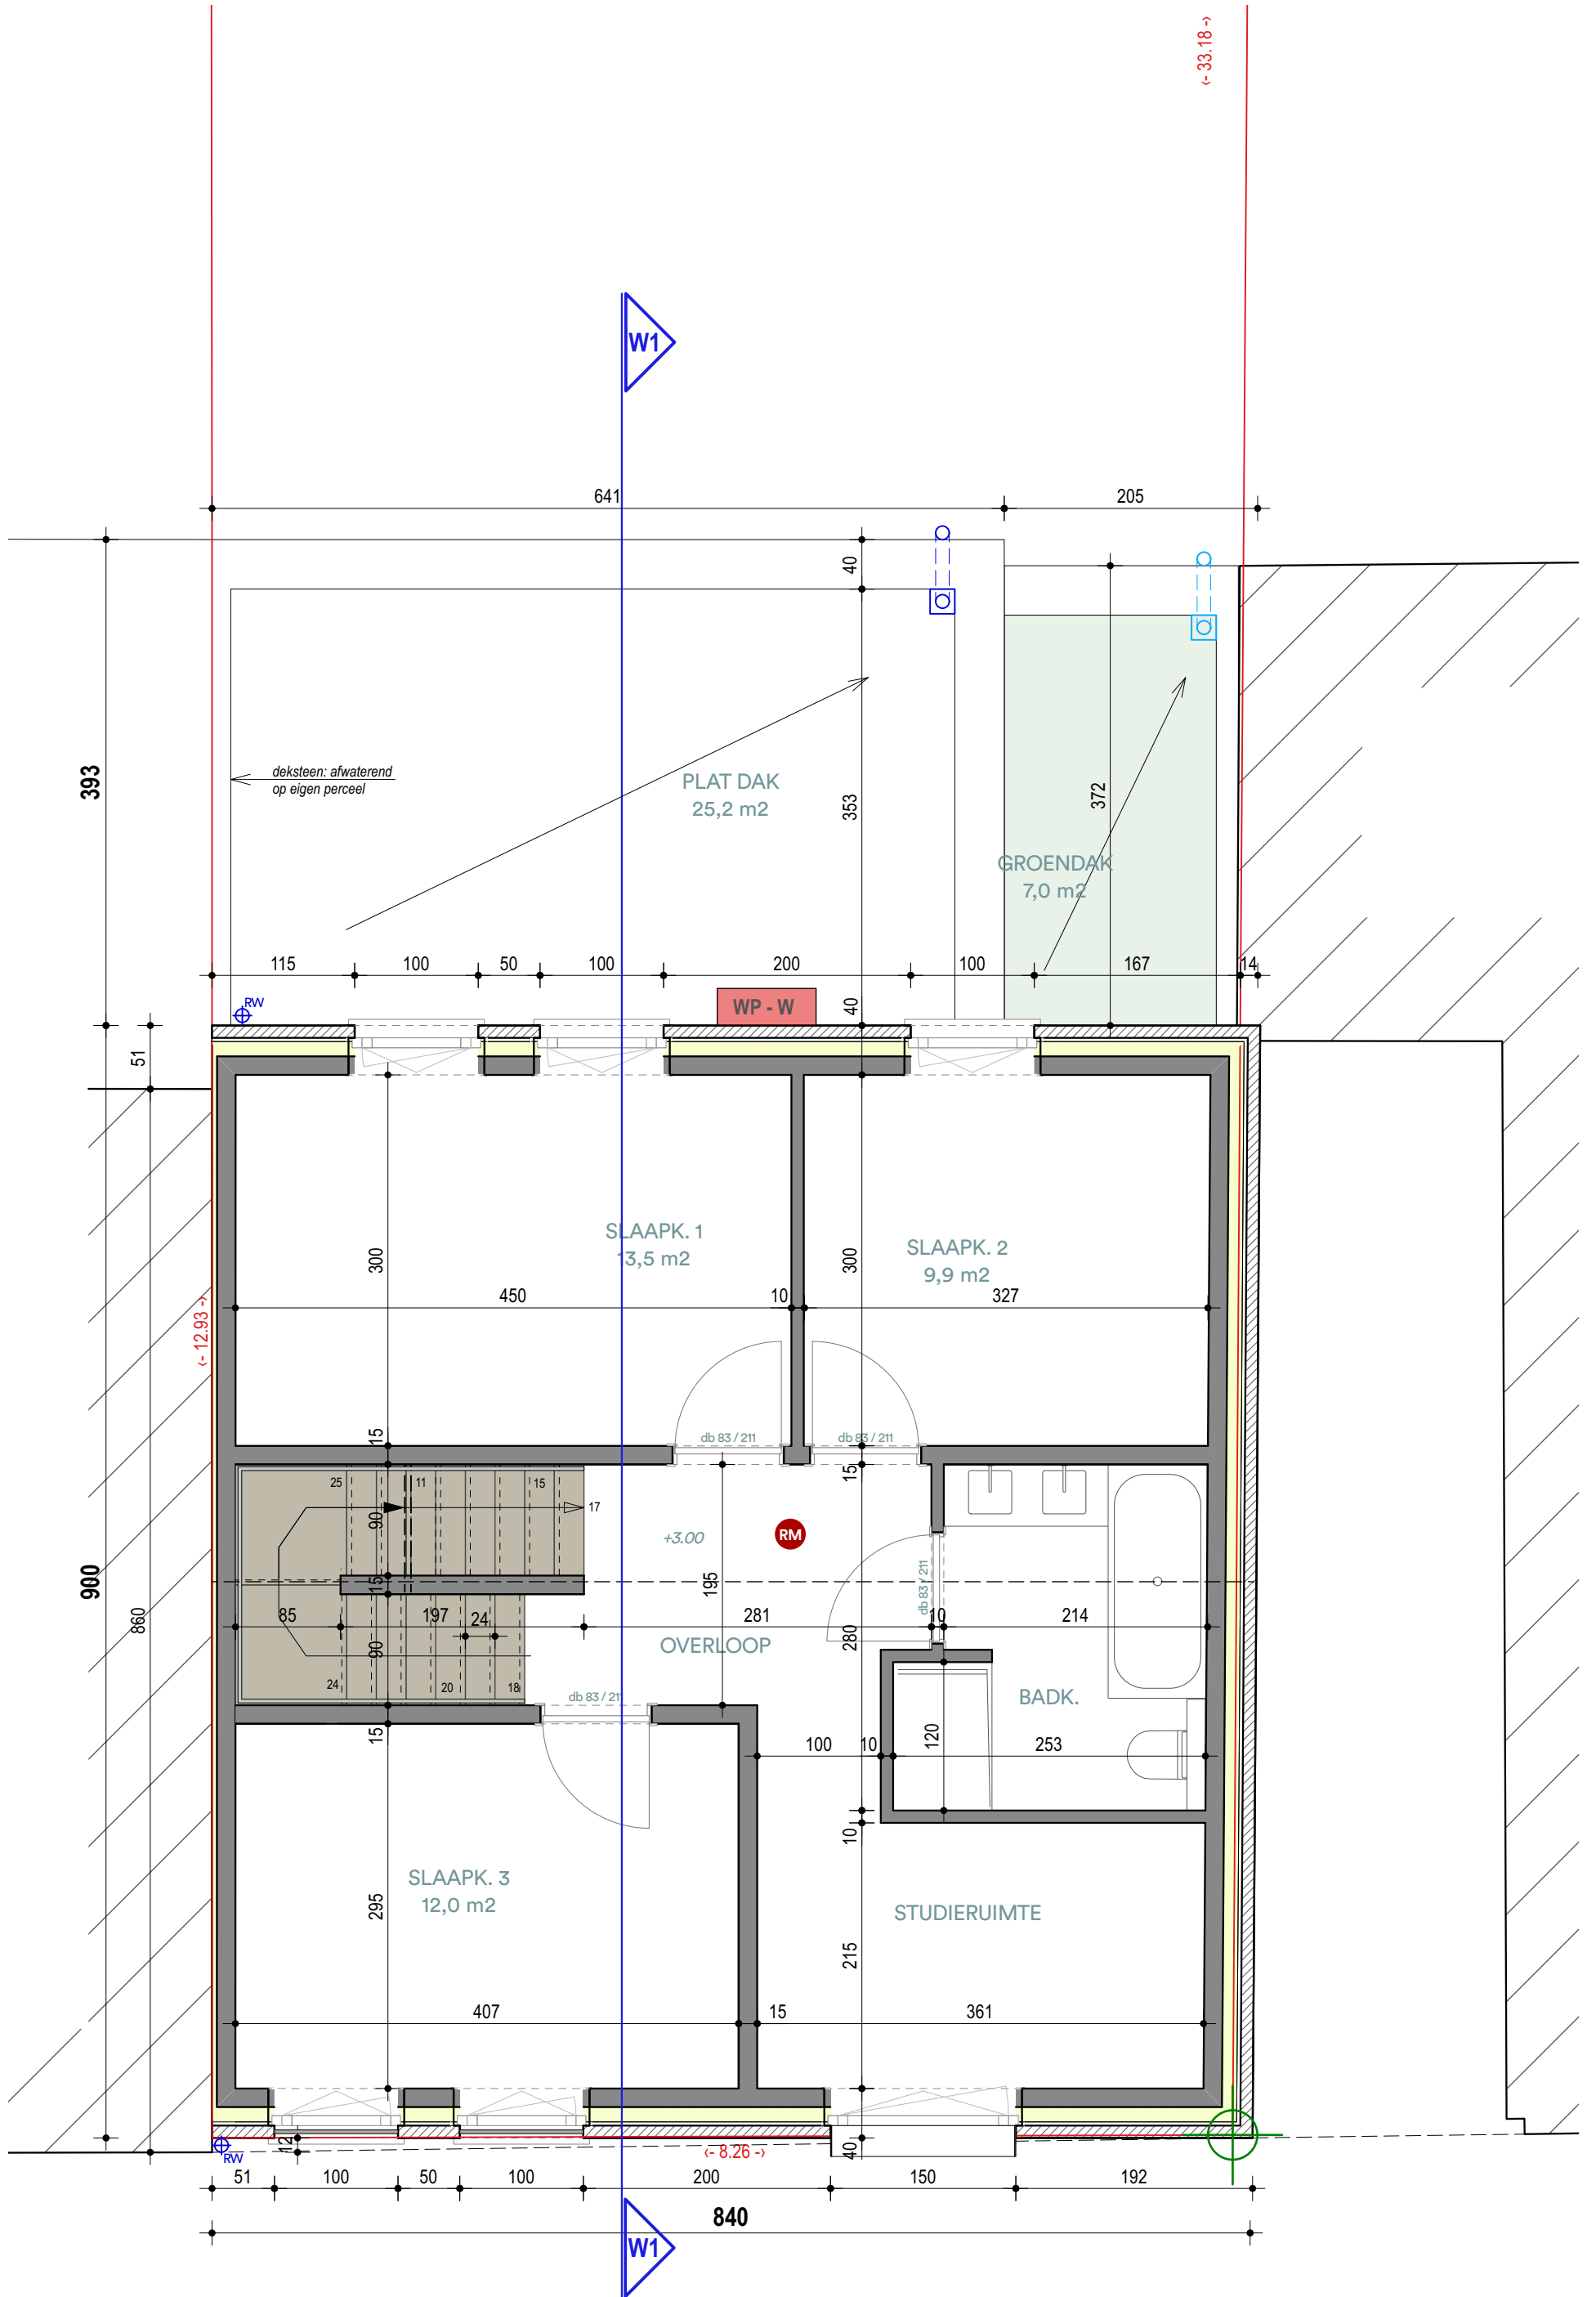 <- 33.18 ->
W1
641
205
40
393
deksteen: afwaterend
op eigen perceel
PLAT DAK
25,2 m2
353
372
GROENDAK
7,0 m2
115
100
50
100
200
100
167
14
RW
WP - W
40
51
SLAAPK. 1
13,5 m2
SLAAPK. 2
9,9 m2
300
300
450
10
327
<- 12.93 ->
15
db 83 / 211
db 83 / 211
15
25
11
15
17
90
+3.00
RM
900
860
15
195
db 83 / 211
85
197
24
281
10
214
90
280
OVERLOOP
24
20
18
db 83 / 211
BADK.
15
100
10
120
253
10
SLAAPK. 3
12,0 m2
295
STUDIERUIMTE
215
407
15
361
12
RW
<- 8.26 ->
40
51
100
50
100
200
150
192
840
W1